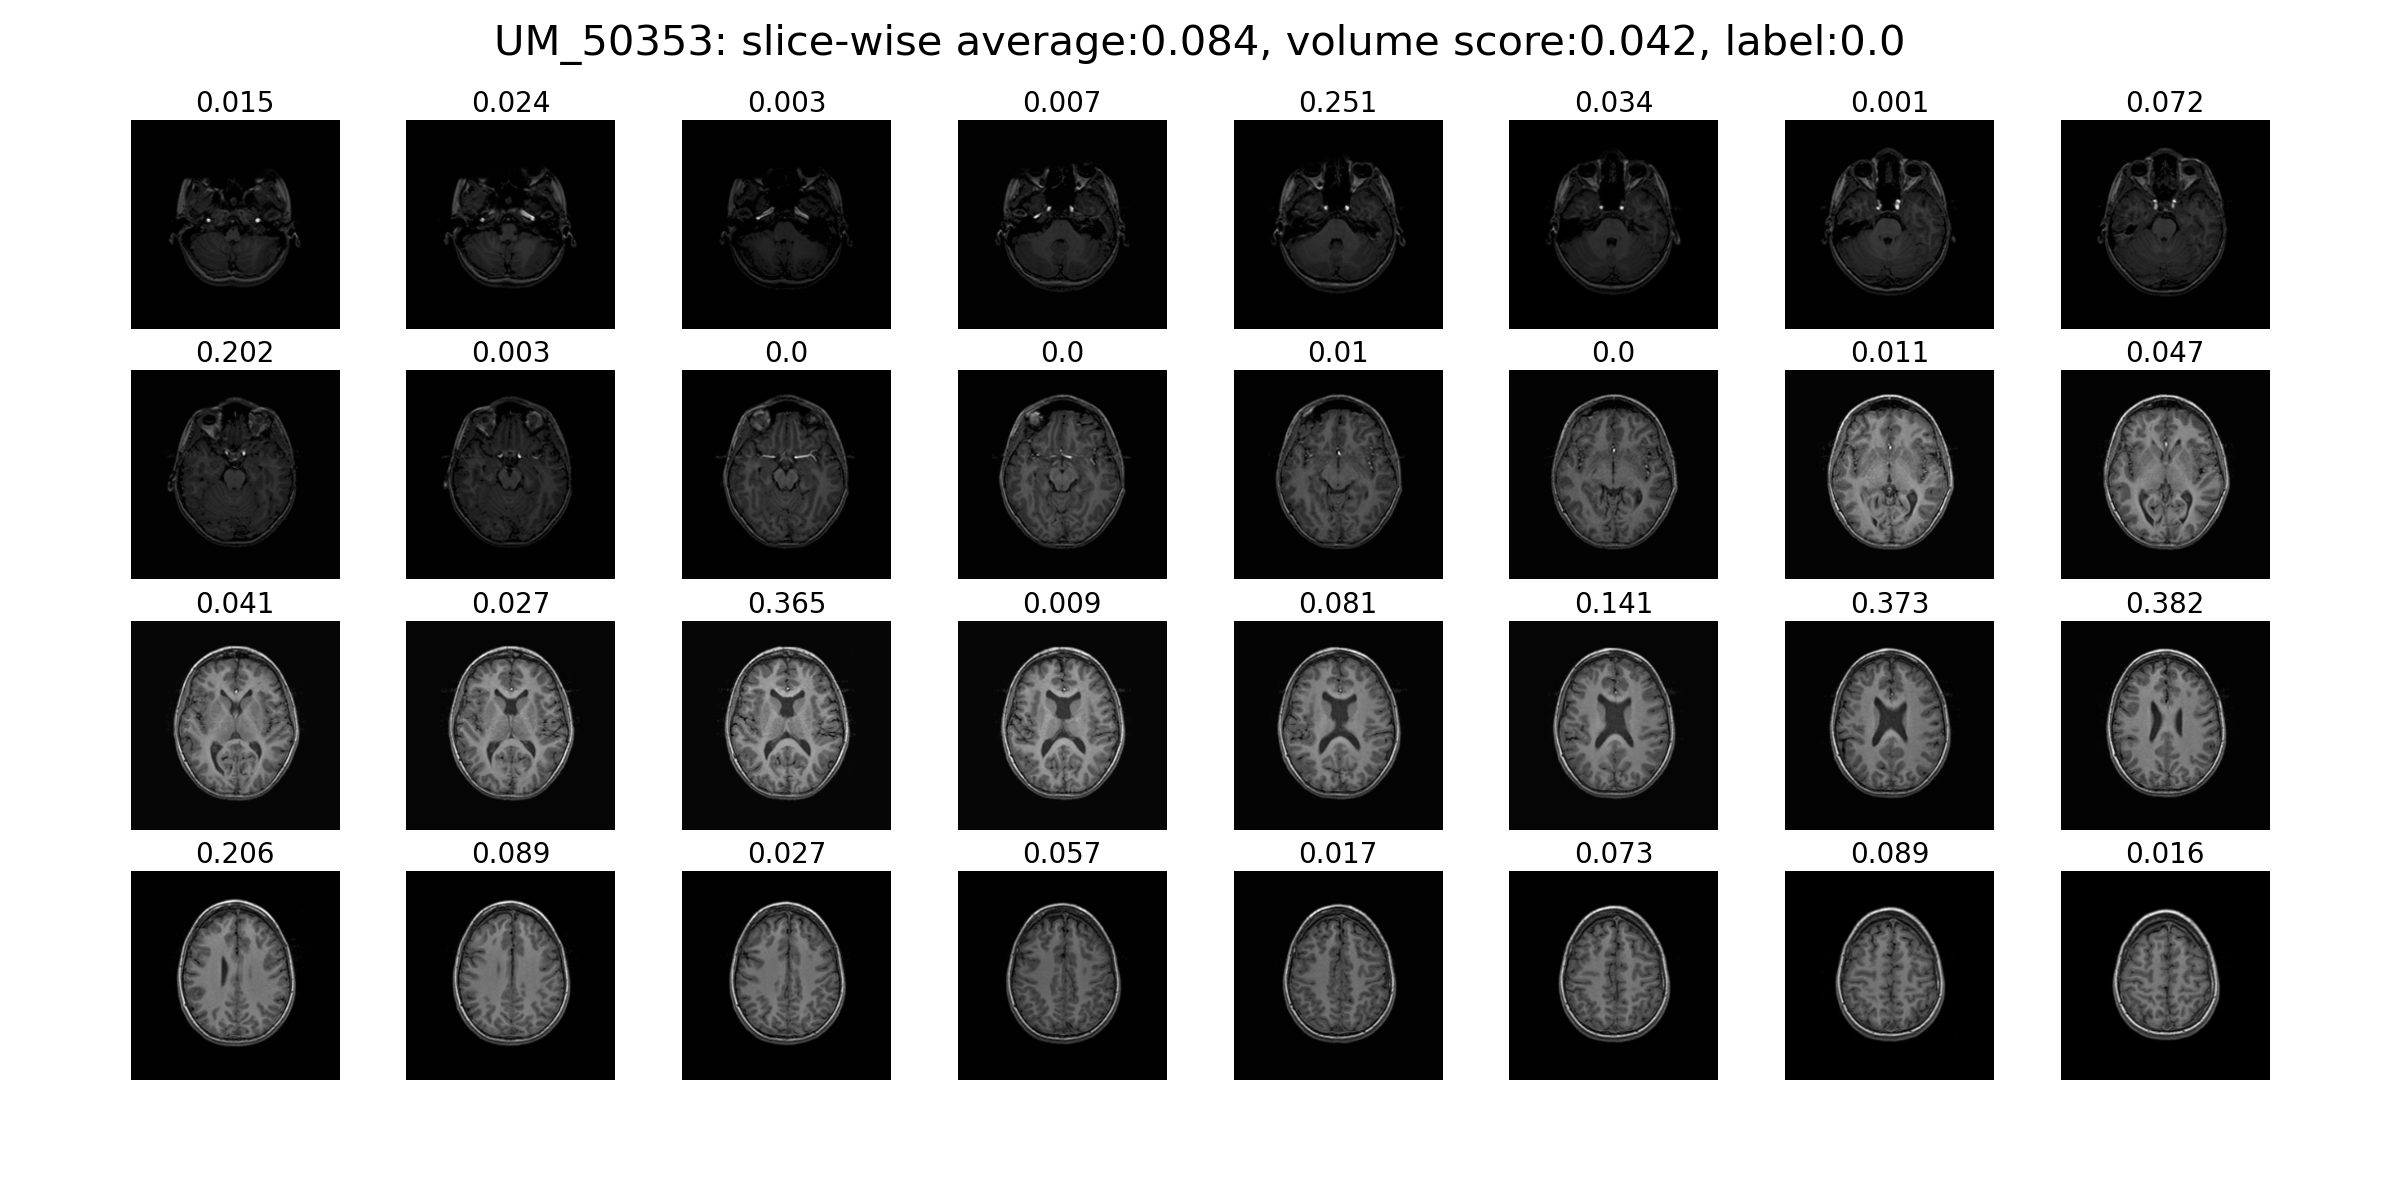 UM_50353: slice-wise average:0.084, volume score:0.042, label:0.0
0.015 0.024 0.003 0.007 0.251 0.034 0.001 0.072
0.202 0.003 0.0 0.0 0.01 0.0 0.011 0.047
0.041 0.027 0.365 0.009 0.081 0.141 0.373 0.382
0.206 0.089 0.027 0.057 0.017 0.073 0.089 0.016